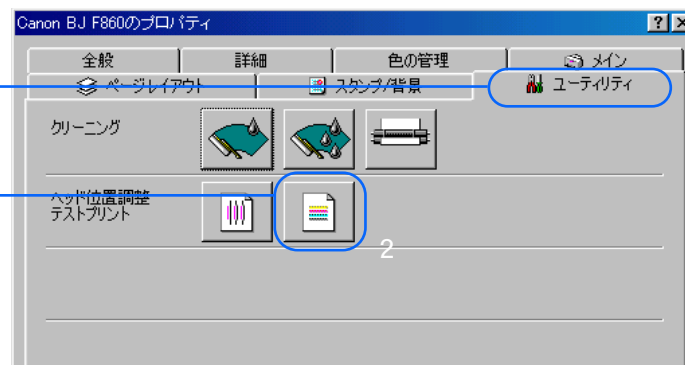 Canon BJ F860のプロパティ
全般 詳細 色の管理 メイン
ページレイアウト スタンプ/背景 ユーティリティ
クリーニング
ヘッド位置調整
テストプリント
2